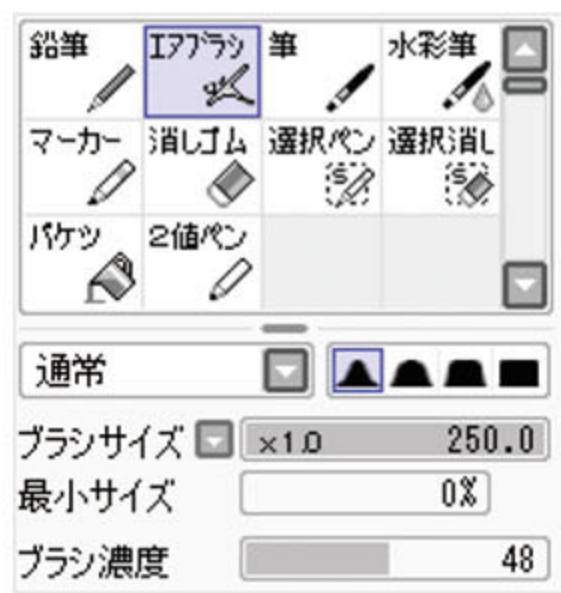 鉛筆 エアブラシ 筆 水彩筆
マーカー 消しゴム 選択ペン 選択消し
バケツ 2値ペン
通常
ブラシサイズ ×1.0 250.0
最小サイズ 0%
ブラシ濃度 48